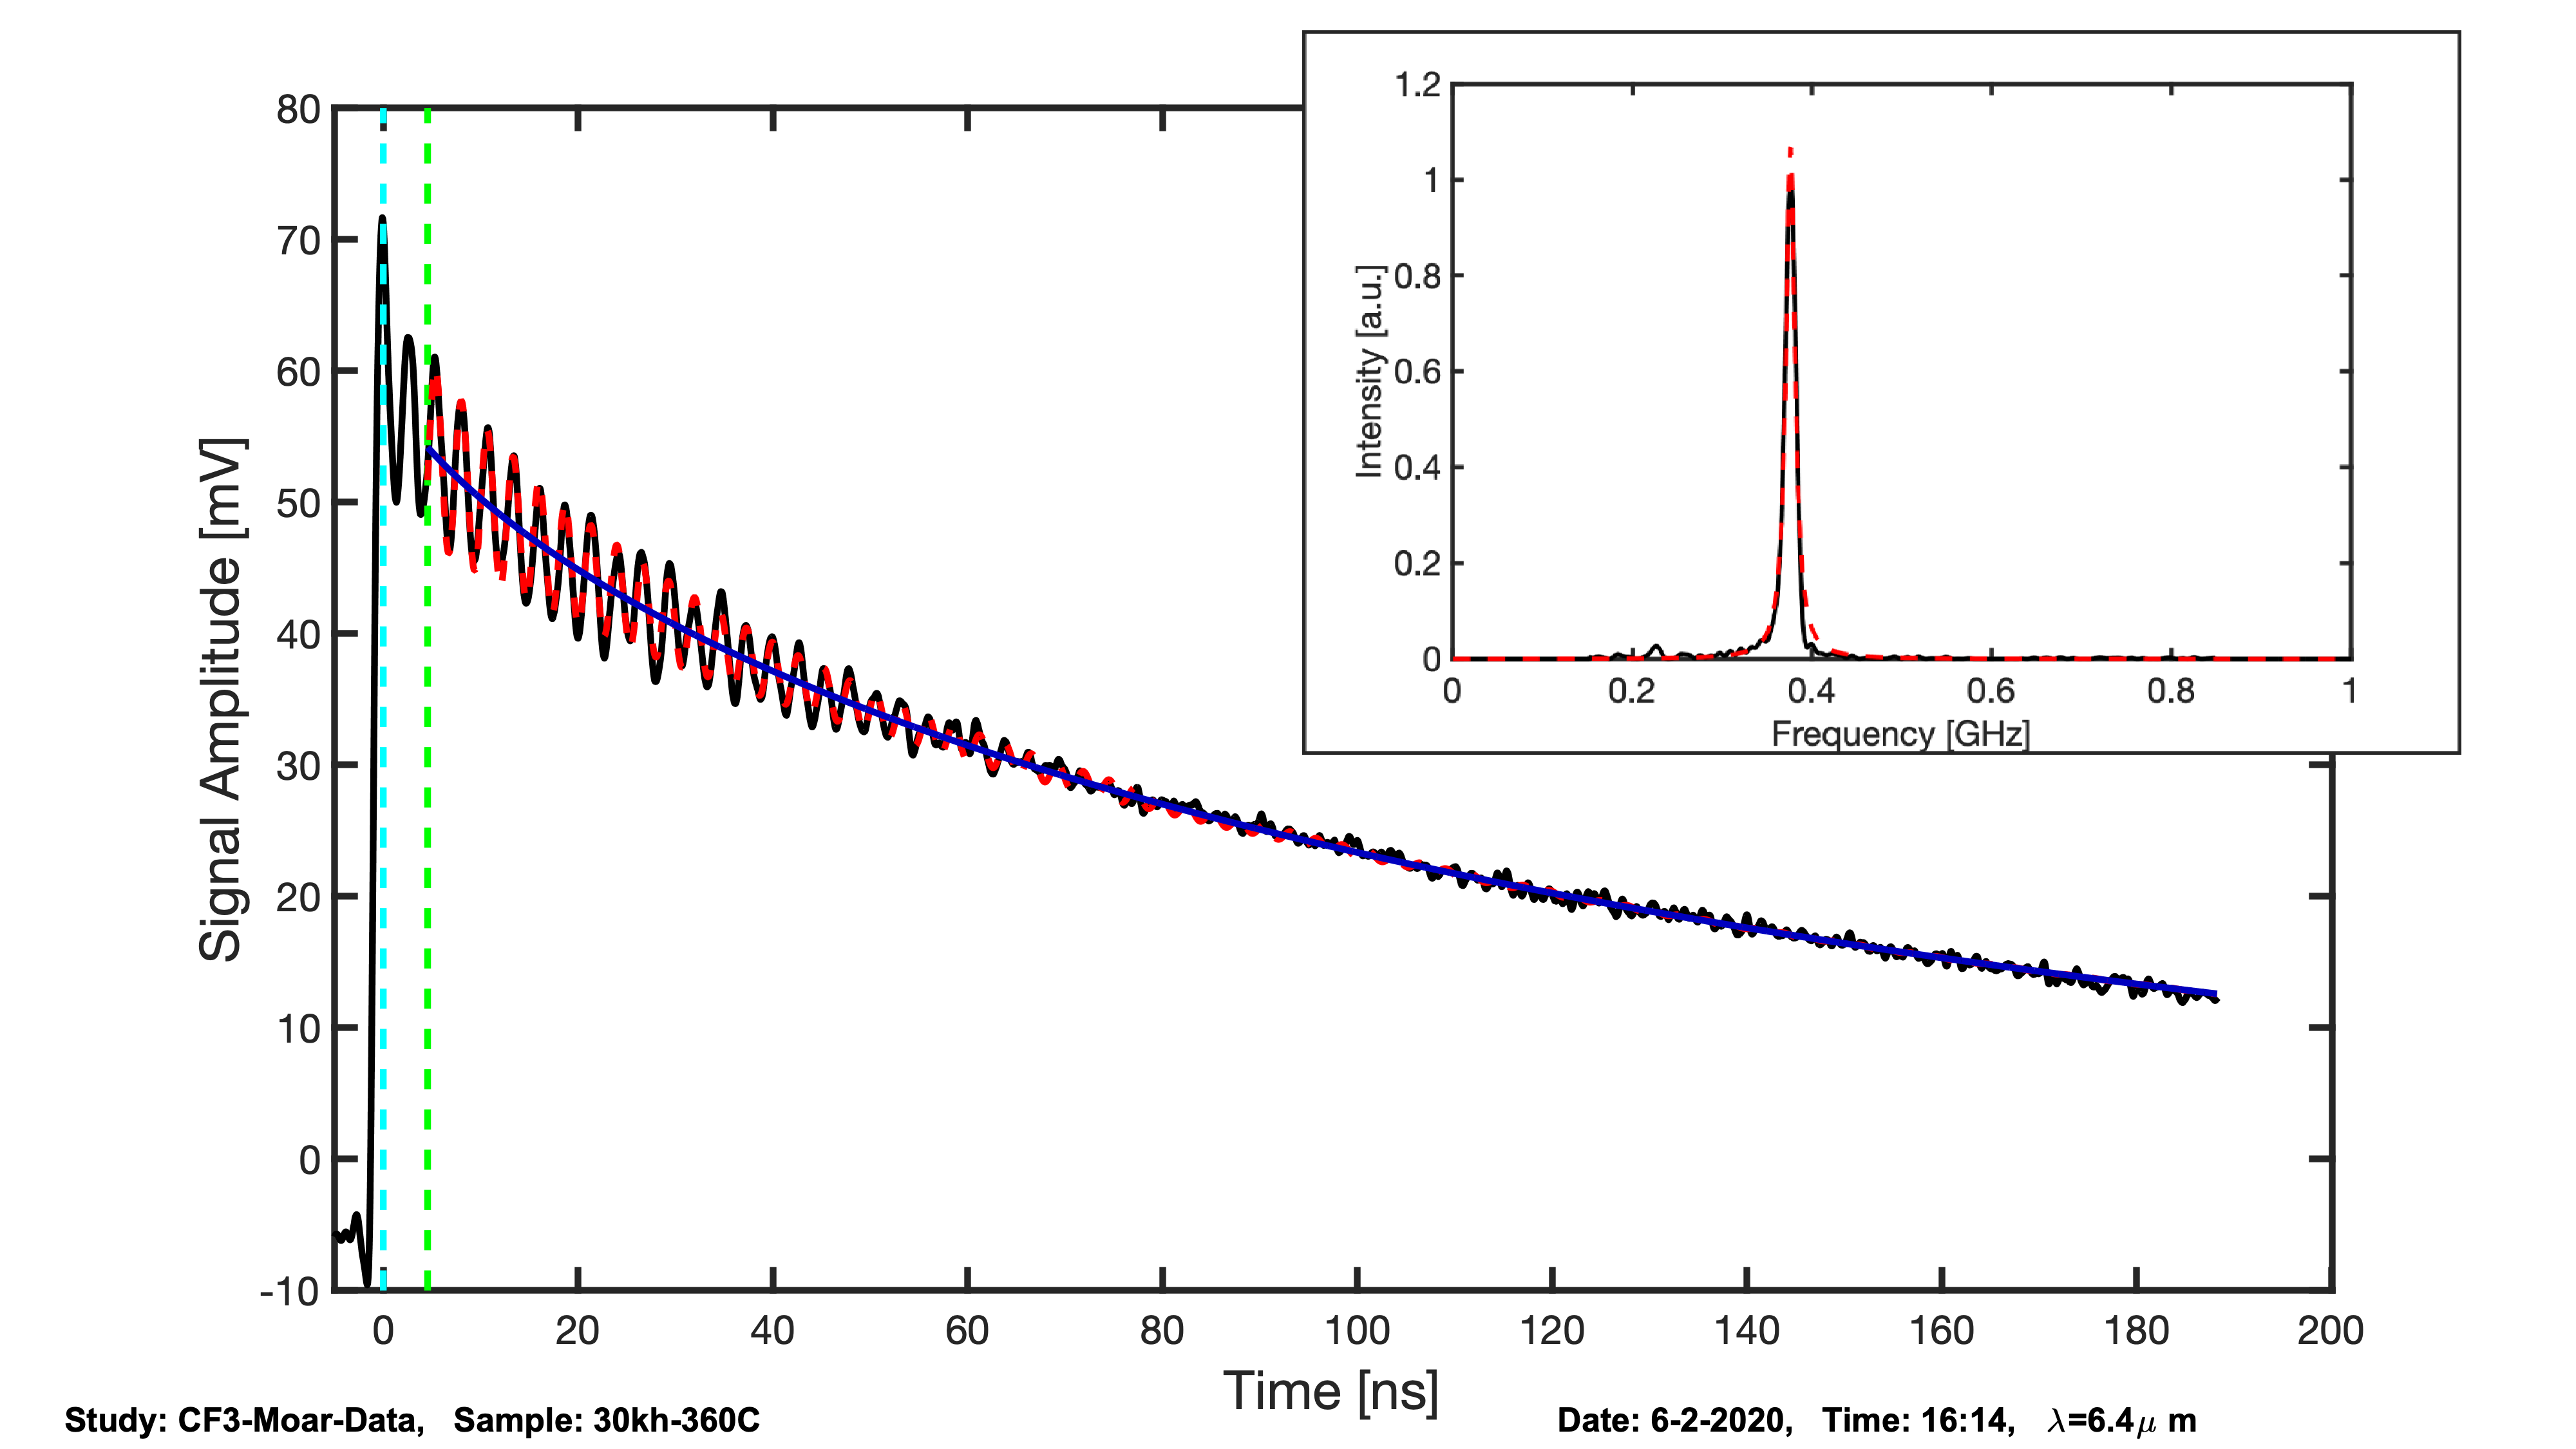 1.2
1
0.8
0.6
0.4
0.2
0
Intensity [a.u.]
0 0.2 0.4 0.6 0.8 1
Frequency [GHz]
80
70
60
50
40
30
20
10
0
-10
Signal Amplitude [mV]
0 20 40 60 80 100 120 140 160 180 200
Time [ns]
Study: CF3-Moar-Data, Sample: 30kh-360C
Date: 6-2-2020, Time: 16:14, λ=6.4μ m